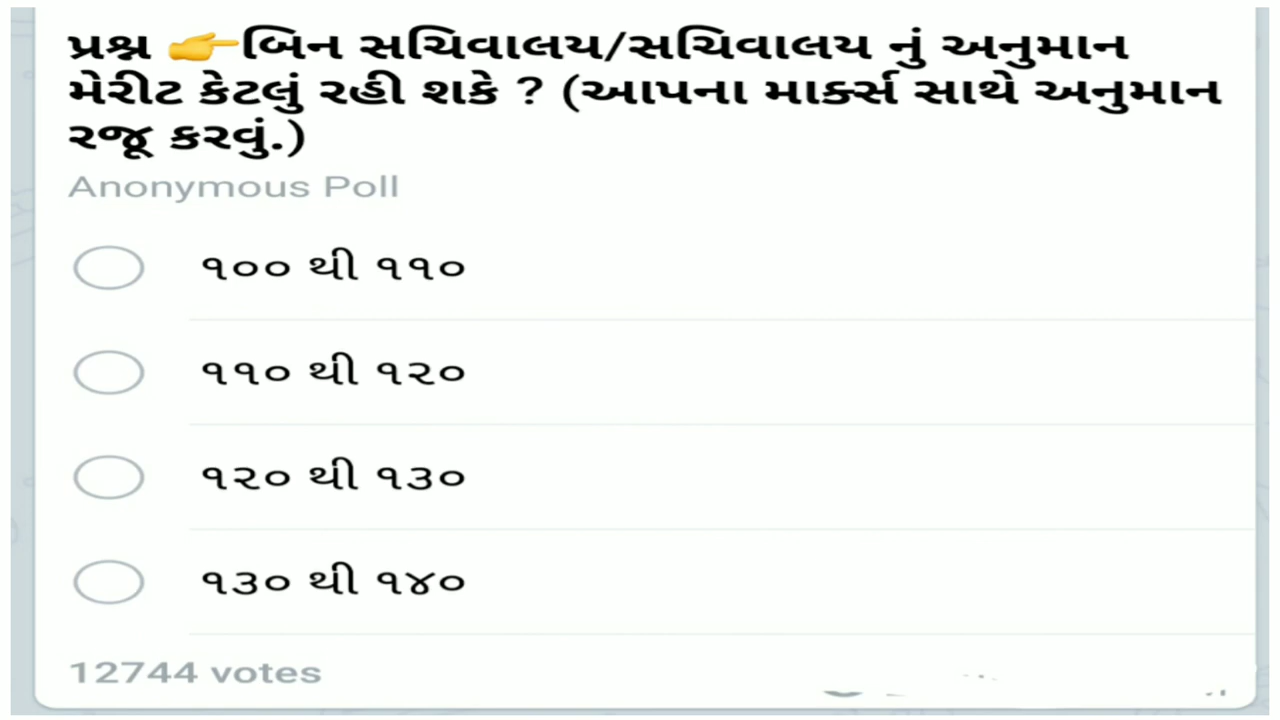 પ્રશ્ન 👉બિન સચિવાલય/સચિવાલય નું અનુમાન
મેરીટ કેટલું રહી શકે ? (આપના માર્ક્સ સાથે અનુમાન
રજૂ કરવું.)
Anonymous Poll
૧૦૦ થી ૧૧૦
૧૧૦ થી ૧૨૦
૧૨૦ થી ૧૩૦
૧૩૦ થી ૧૪૦
12744 votes